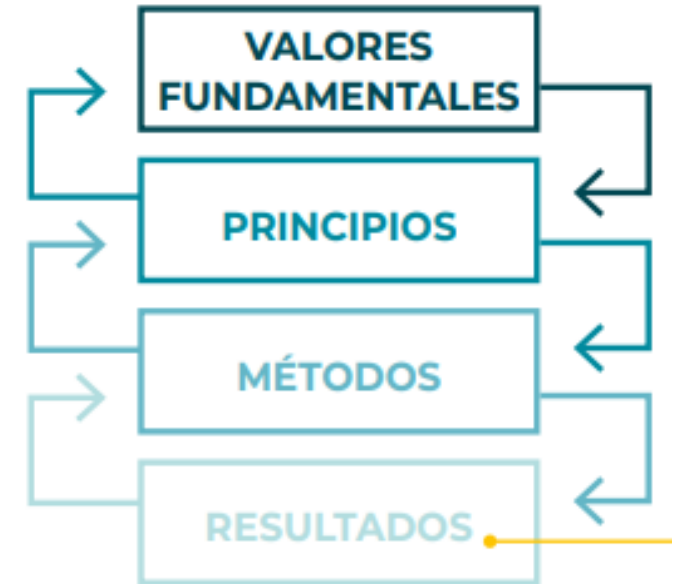 VALORES
FUNDAMENTALES
PRINCIPIOS
MÉTODOS
RESULTADOS